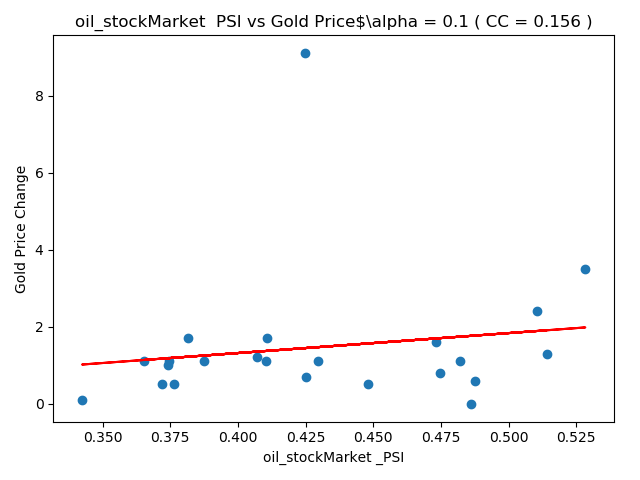 oil_stockMarket  PSI vs Gold Price$\alpha = 0.1 ( CC = 0.156 )
Gold Price Change
8
6
4
2
0
0.350 0.375 0.400 0.425 0.450 0.475 0.500 0.525
oil_stockMarket _PSI